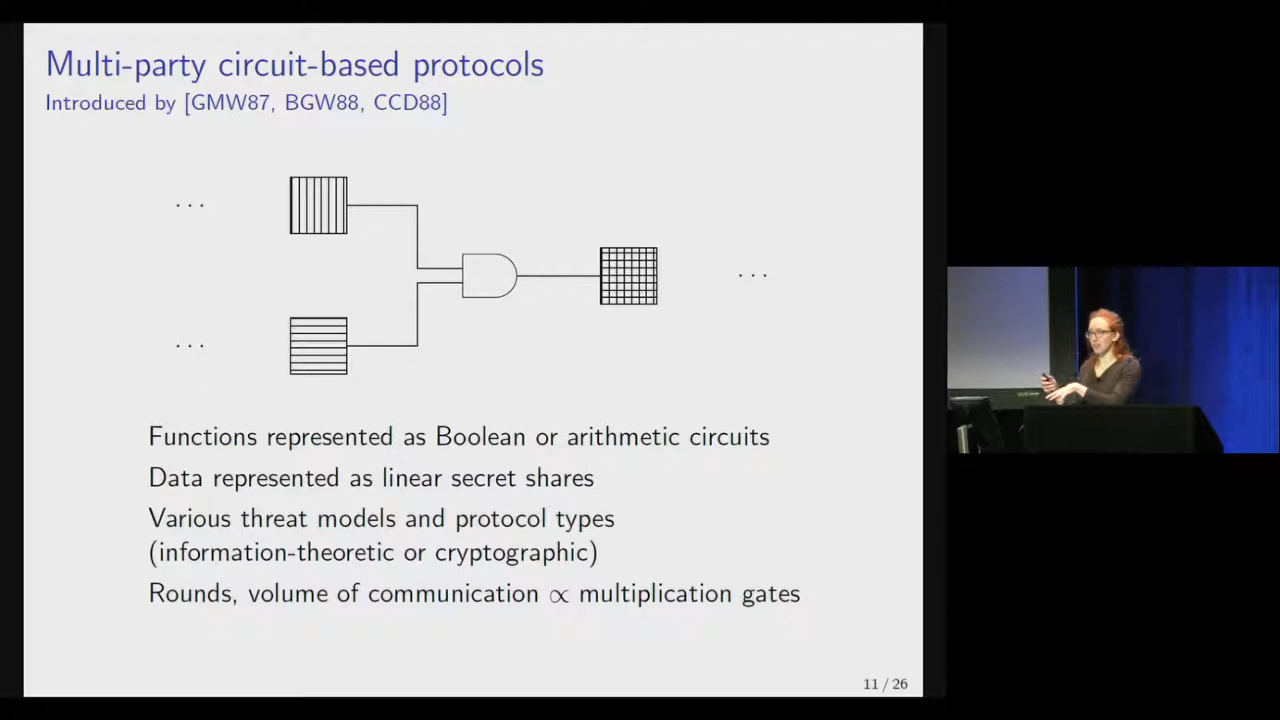 Multi-party circuit-based protocols
Introduced by [GMW87, BGW88, CCD88]
. . .
. . .
. . .
Functions represented as Boolean or arithmetic circuits
Data represented as linear secret shares
Various threat models and protocol types
(information-theoretic or cryptographic)
Rounds, volume of communication ∝ multiplication gates
11 / 26